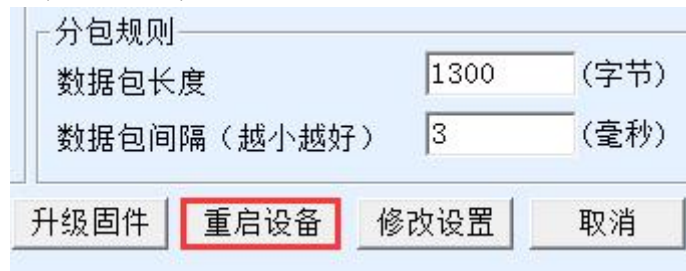 分包规则
数据包长度 1300 (字节)
数据包间隔（越小越好） 3 (毫秒)
升级固件 重启设备 修改设置 取消